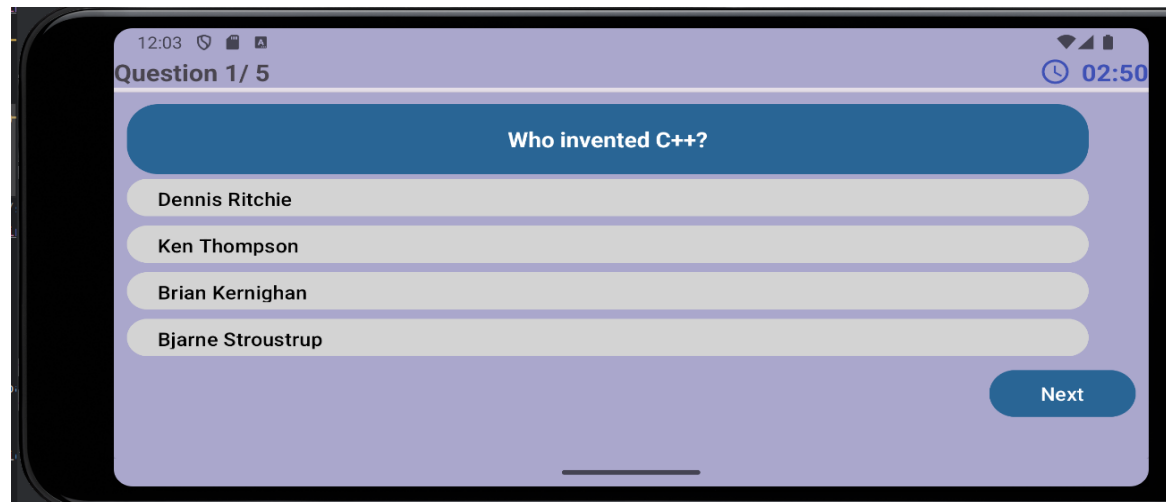 12:03
Question 1/ 5
02:50
Who invented C++?
Dennis Ritchie
Ken Thompson
Brian Kernighan
Bjarne Stroustrup
Next